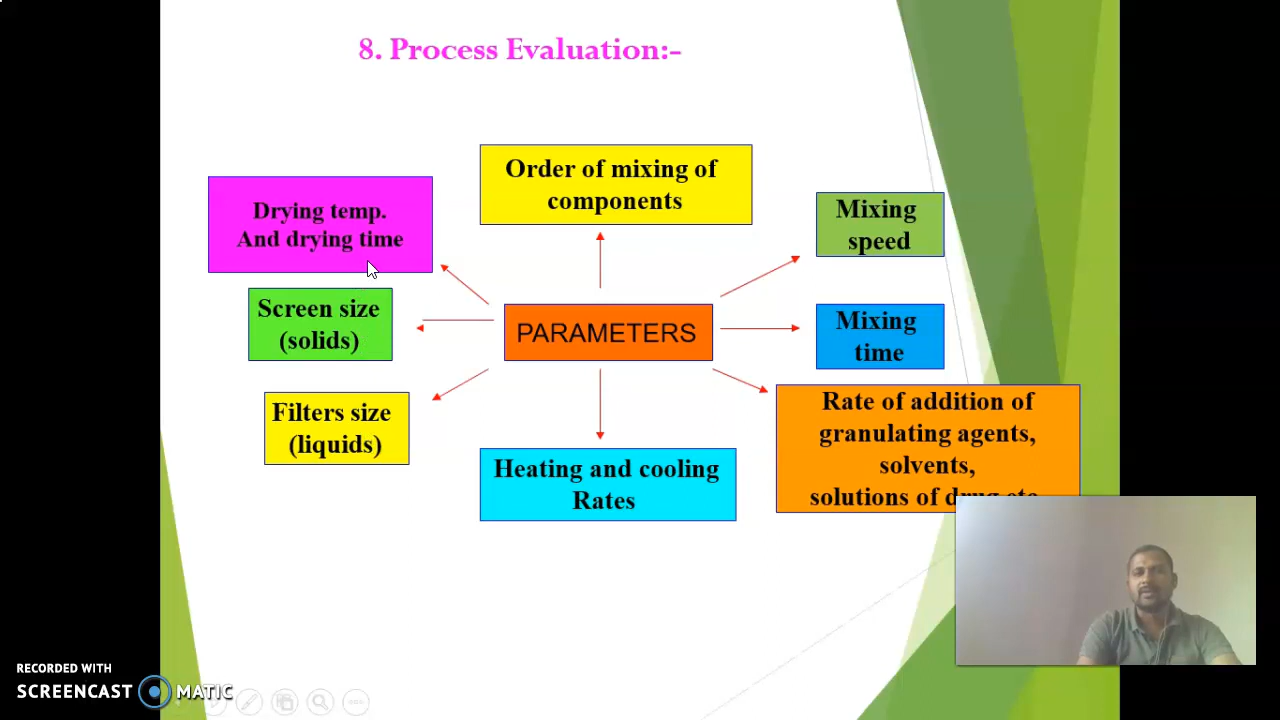 8. Process Evaluation:-
Order of mixing of
components
Drying temp.
And drying time
Mixing
speed
Screen size
(solids)
PARAMETERS
Mixing
time
Filters size
(liquids)
Heating and cooling
Rates
Rate of addition of
granulating agents,
solvents,
solutions of drug etc
RECORDED WITH
SCREENCAST MATIC